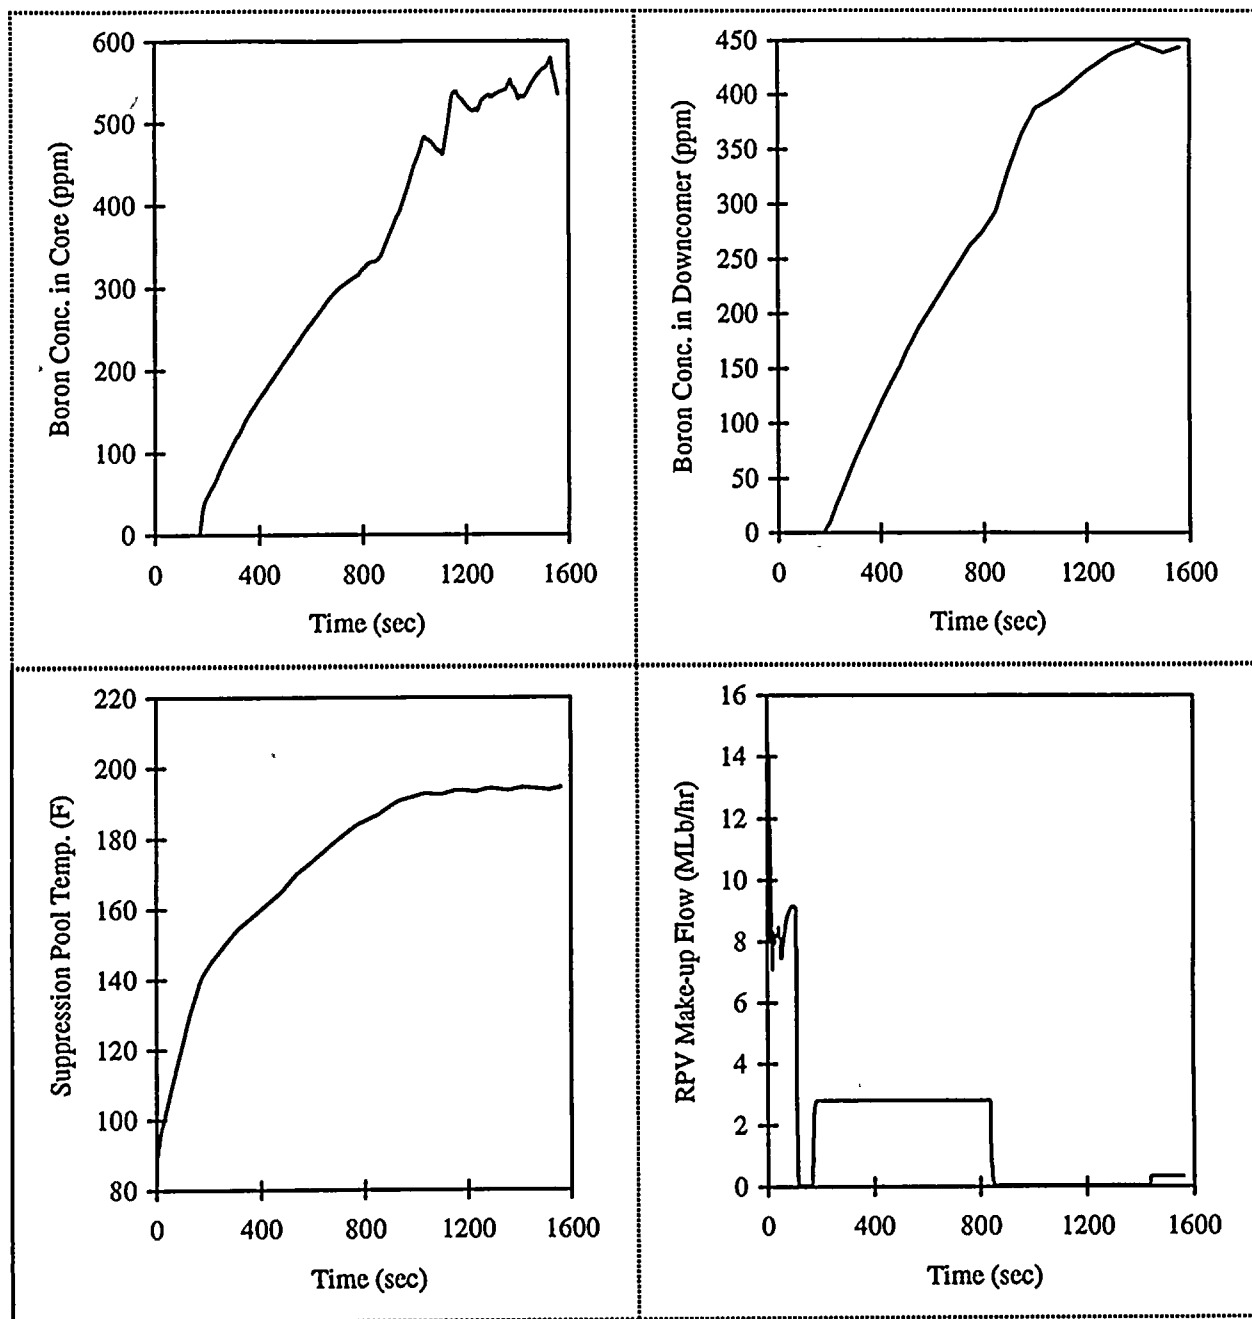 Boron Conc. in Core (ppm)
600
500
400
300
200
100
0
0 400 800 1200 1600
Time (sec)
Boron Conc. in Downcomer (ppm)
450
400
350
300
250
200
150
100
50
0
0 400 800 1200 1600
Time (sec)
Suppression Pool Temp. (F)
220
200
180
160
140
120
100
80
0 400 800 1200 1600
Time (sec)
RPV Make-up Flow (MLb/hr)
16
14
12
10
8
6
4
2
0
0 400 800 1200 1600
Time (sec)